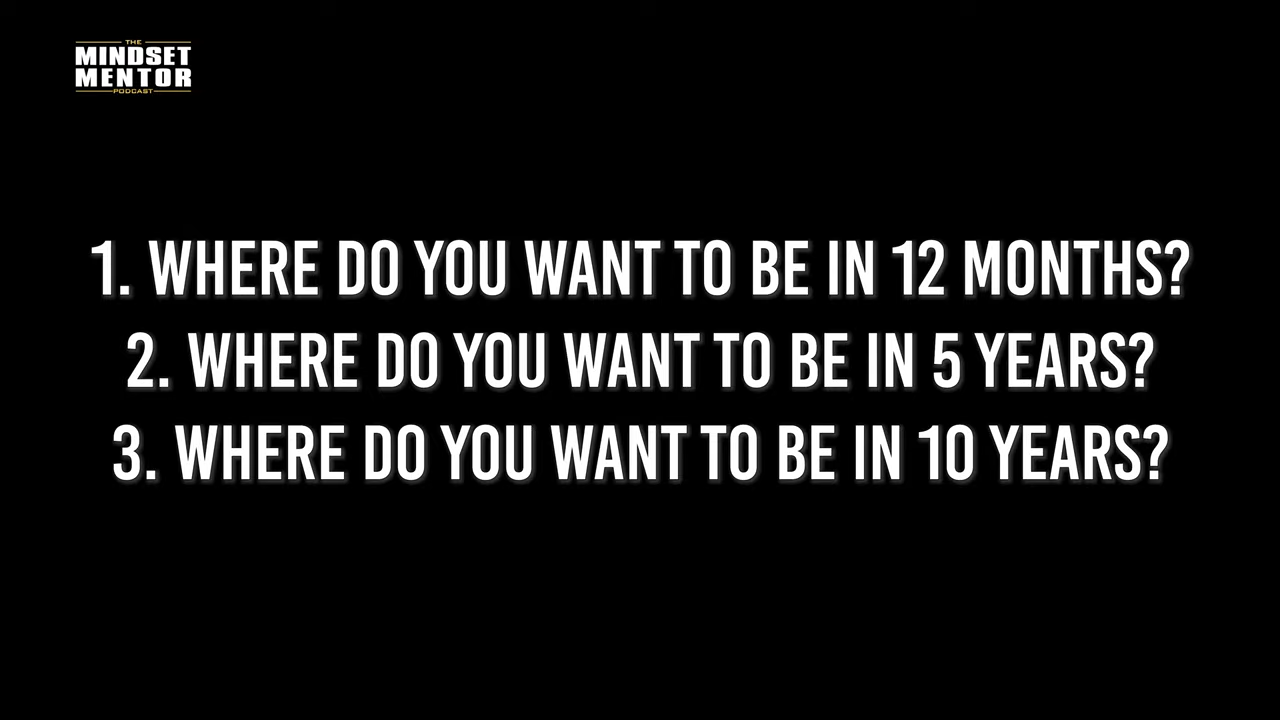 THE
MINDSET
MENTOR
PODCAST
1. WHERE DO YOU WANT TO BE IN 12 MONTHS?
2. WHERE DO YOU WANT TO BE IN 5 YEARS?
3. WHERE DO YOU WANT TO BE IN 10 YEARS?